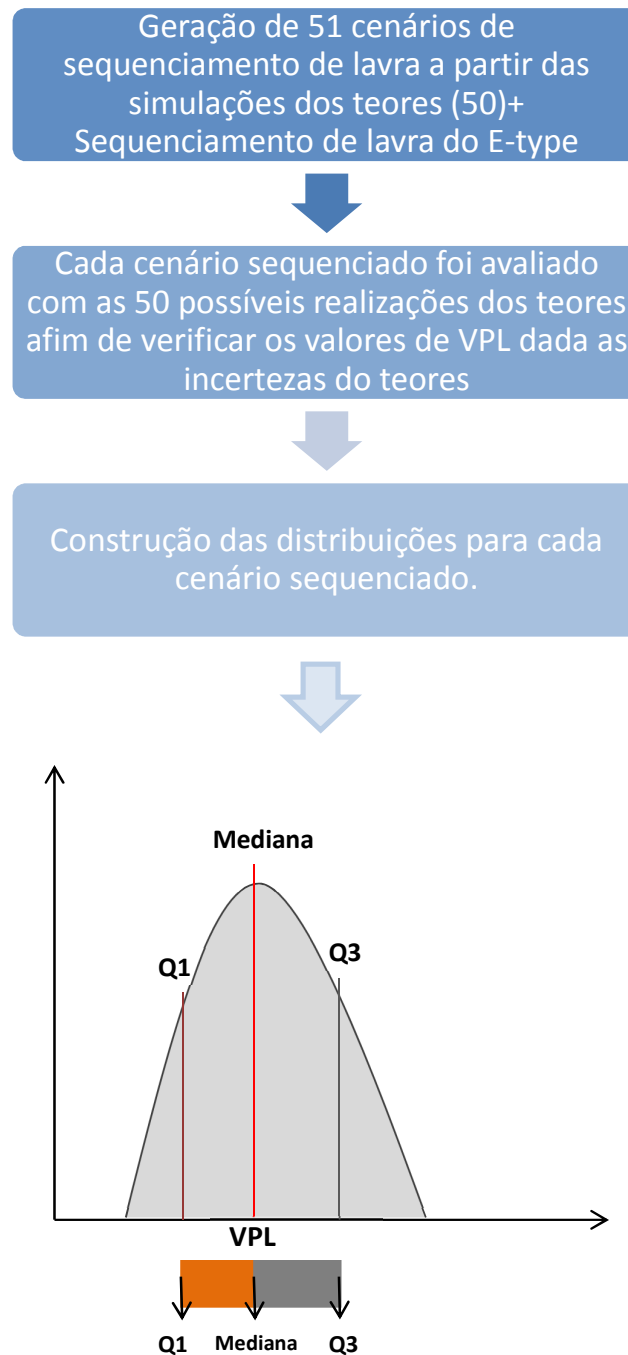 Geração de 51 cenários de
sequenciamento de lavra a partir das
simulações dos teores (50)+
Sequenciamento de lavra do E-type
Cada cenário sequenciado foi avaliado
com as 50 possíveis realizações dos teores
afim de verificar os valores de VPL dada as
incertezas do teores
Construção das distribuições para cada
cenário sequenciado.
Mediana
Q1
Q3
VPL
Q1 Mediana Q3